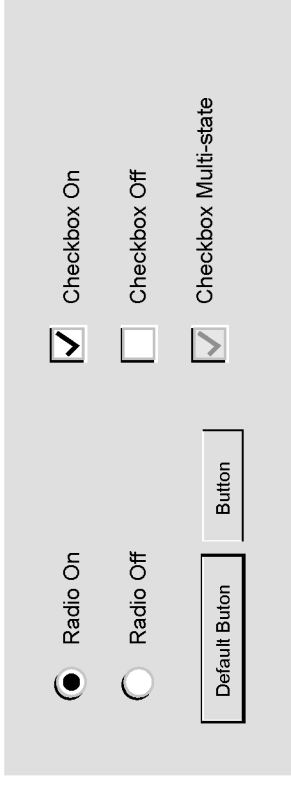 Radio On
Checkbox On
Radio Off
Checkbox Off
Default Buton
Button
Checkbox Multi-state